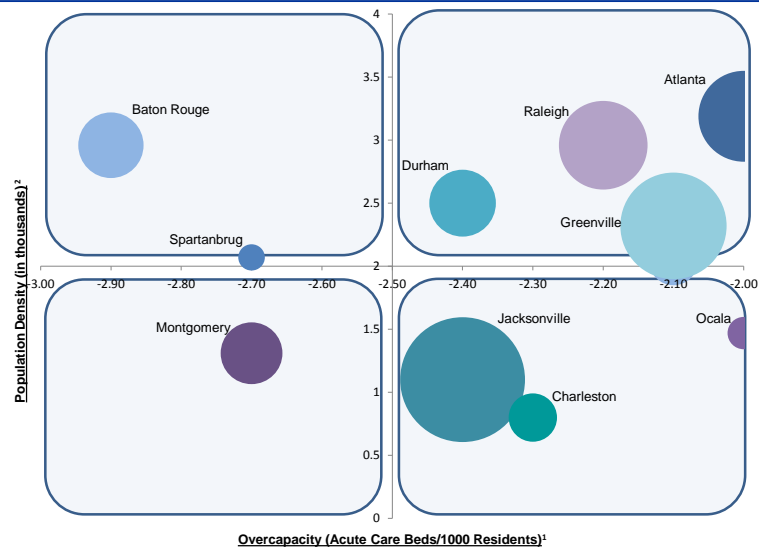 4
3.5
Atlanta
Baton Rouge
Raleigh
3
Durham
2.5
Greenville
Spartanbrug
2
-3.00 -2.90 -2.80 -2.70 -2.60 -2.50 -2.40 -2.30 -2.20 -2.10 -2.00
Jacksonville
Ocala
Montgomery
1.5
1
Charleston
0.5
0
Population Density (in thousands)²
Overcapacity (Acute Care Beds/1000 Residents)¹